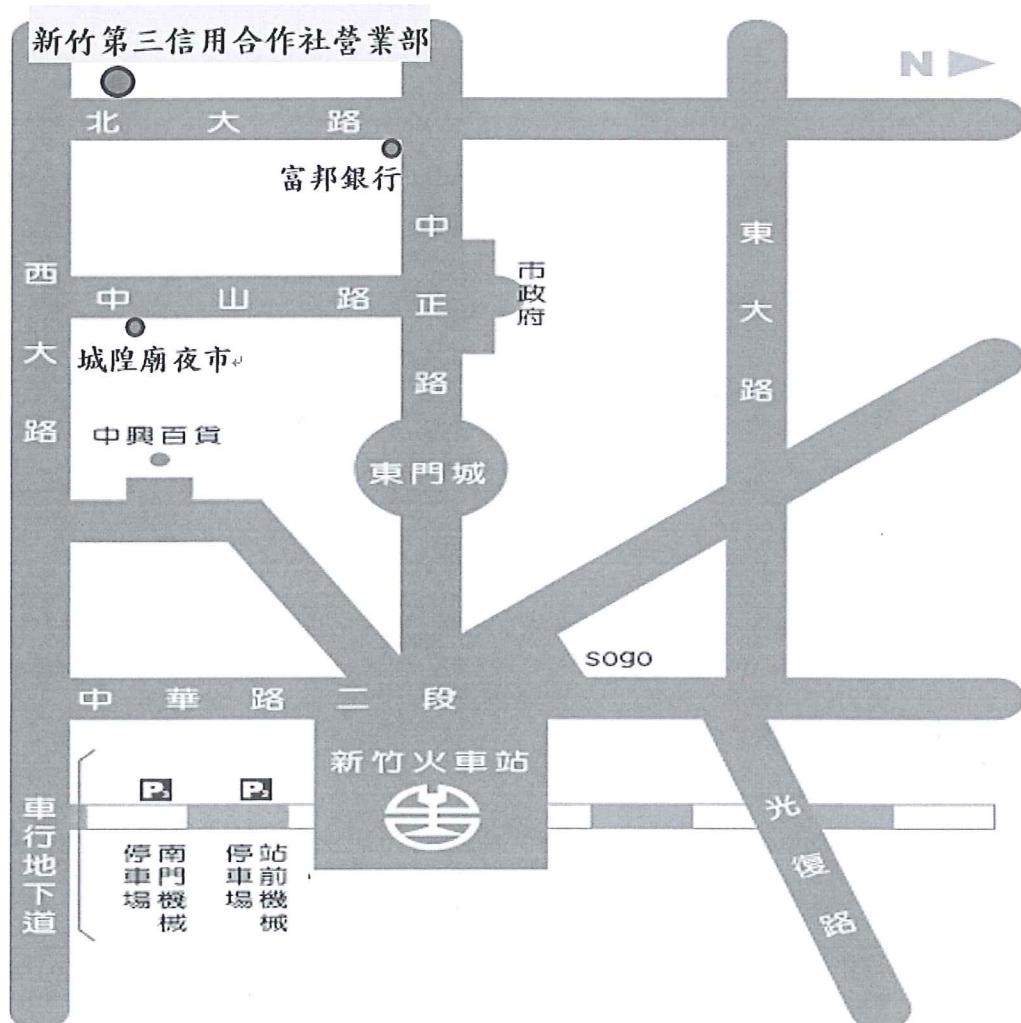 新竹第三信用合作社營業部
N
北大路
富邦銀行
中正路
東大路
西大路
中山路
市政府
城隍廟夜市
中興百貨
東門城
sogo
中華路二段
新竹火車站
P
P
車行地下道
南門機械停車場
站前機械停車場
光復路